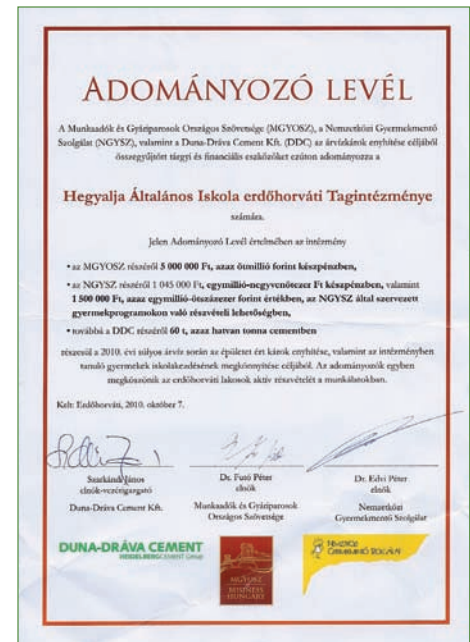 ADOMÁNYOZÓ LEVÉL
A Munkaadók és Gyáriparosok Országos Szövetsége (MGYOSZ), a Nemzetközi Gyermekmentő
Szolgálat (NGYSZ), valamint a Duna-Dráva Cement Kft. (DDC) az árvízkárok enyhítése céljából
összegyűjtött tárgyi és financiális eszközöket ezúton adományozza a
Hegyalja Általános Iskola erdőhorváti Tagintézménye
számára.
Jelen Adományozó Levél értelmében az intézmény
• az MGYOSZ részéről 5 000 000 Ft, azaz ötmillió forint készpénzben,
• az NGYSZ részéről 1 045 000 Ft, egymillió-negyvenötezer Ft készpénzben, valamint
1 500 000 Ft, azaz egymillió-ötszázezer forint értékben, az NGYSZ által szervezett
gyermekprogramokon való részvételi lehetőségben,
• továbbá a DDC részéről 60 t, azaz hatvan tonna cementben
részesül a 2010. évi súlyos árvíz során az épületet ért károk enyhítése, valamint az intézményben
tanuló gyermekek iskolakezdésének megkönnyítése céljából. Az adományozók egyben
megköszönik az erdőhorváti lakosok aktív részvételét a munkálatokban.
Kelt: Erdőhorváti, 2010. október 7.
Szarkándi János
elnök-vezérigazgató
Duna-Dráva Cement Kft.
Dr. Futó Péter
elnök
Munkaadók és Gyáriparosok
Országos Szövetsége
Dr. Edvi Péter
elnök
Nemzetközi
Gyermekmentő Szolgálat
DUNA-DRÁVA CEMENT
HEIDELBERGCEMENT Group
MGYOSZ
BUSINESS
HUNGARY
NEMZETKÖZI
GYERMEKMENTŐ SZOLGÁLAT